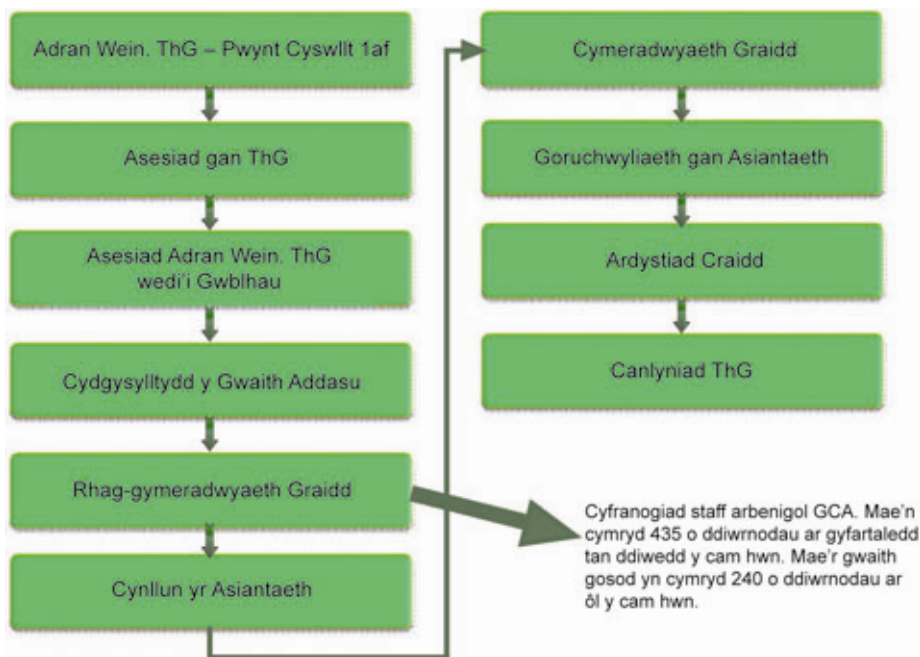 Adran Wein. ThG – Pwynt Cyswllt 1af
Asesiad gan ThG
Asesiad Adran Wein. ThG
wedi'i Gwblhau
Cydgysylltydd y Gwaith Addasu
Rhag-gymeradwyaeth Graidd
Cynllun yr Asiantaeth
Cymeradwyaeth Graidd
Goruchwyliaeth gan Asiantaeth
Ardystiad Craidd
Canlyniad ThG
Cyfranogiad staff arbenigol GCA. Mae'n
cymryd 435 o ddiwrnodau ar gyfartaledd
tan ddiwedd y cam hwn. Mae'r gwaith
gosod yn cymryd 240 o ddiwrnodau ar
ôl y cam hwn.